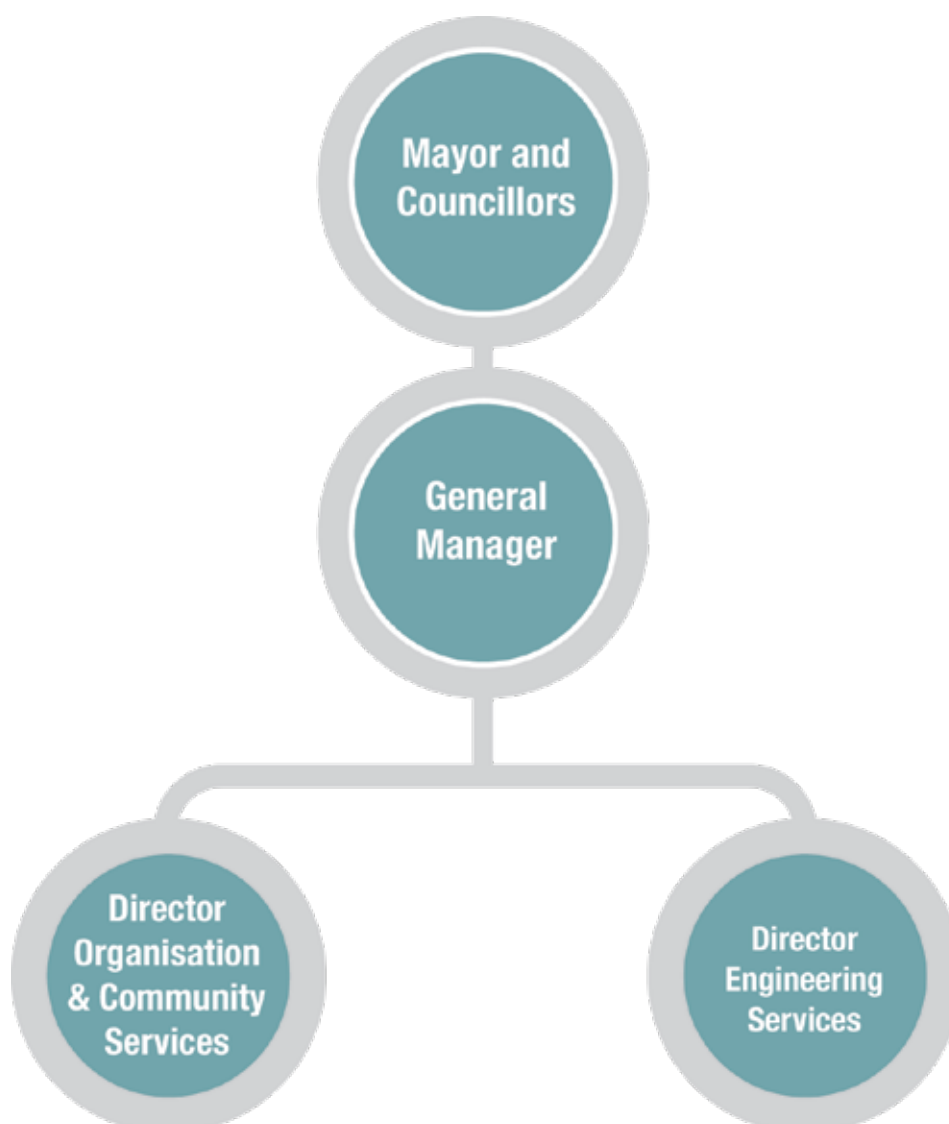 Mayor and
Councillors
General
Manager
Director
Organisation
& Community
Services
Director
Engineering
Services